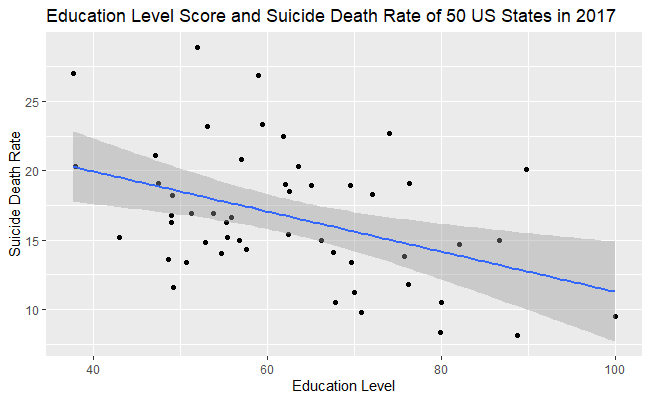 Education Level Score and Suicide Death Rate of 50 US States in 2017
25
20
15
10
Suicide Death Rate
40 60 80 100
Education Level